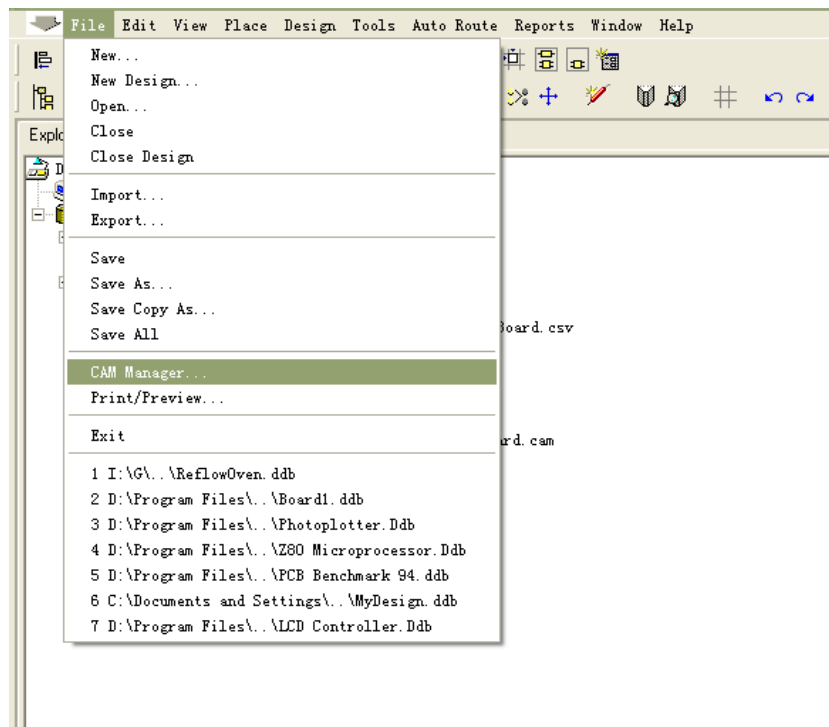 File Edit View Place Design Tools Auto Route Reports Window Help
New...
New Design...
Open...
Close
Close Design
Import...
Export...
Save
Save As...
Save Copy As...
Save All
CAM Manager...
Print/Preview...
Exit
1 I:\G\..\ReflowOven.ddb
2 D:\Program Files\..\Board1.ddb
3 D:\Program Files\..\Photoplotter.Ddb
4 D:\Program Files\..\Z80 Microprocessor.Ddb
5 D:\Program Files\..\PCB Benchmark 94.ddb
6 C:\Documents and Settings\..\MyDesign.ddb
7 D:\Program Files\..\LCD Controller.Ddb
Explo
D
Board.csv
ard.cam